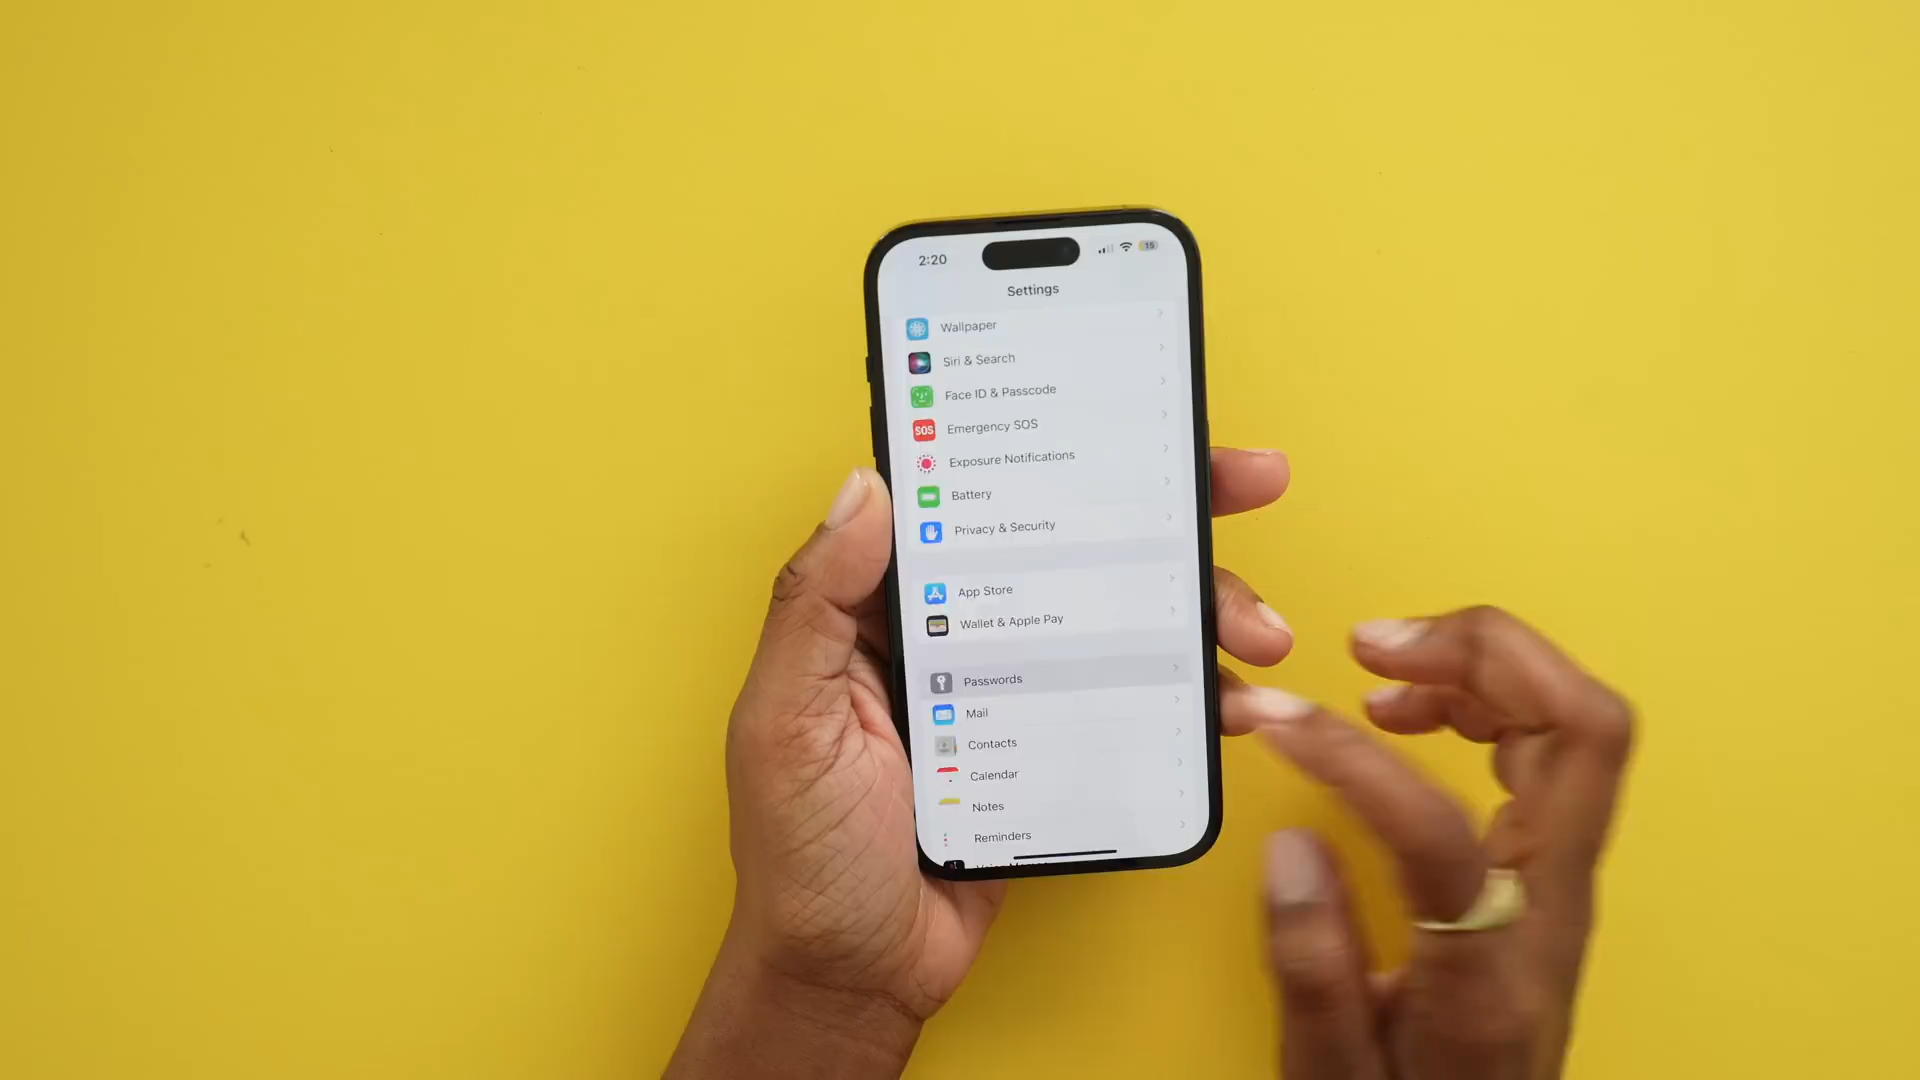 2:20
15
Settings
Wallpaper
Siri & Search
Face ID & Passcode
SOS
Emergency SOS
Exposure Notifications
Battery
Privacy & Security
App Store
Wallet & Apple Pay
Passwords
Mail
Contacts
Calendar
Notes
Reminders